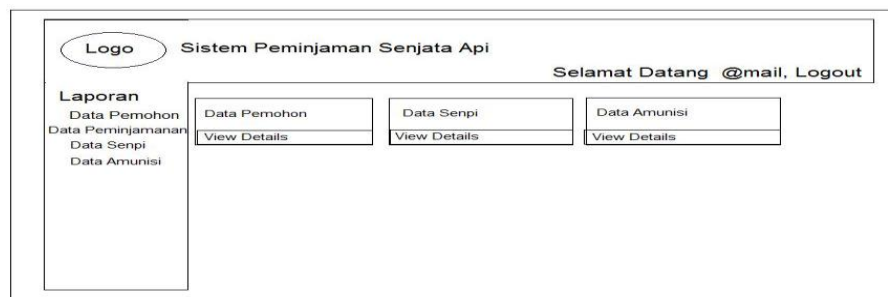 Logo
Sistem Peminjaman Senjata Api
Selamat Datang @mail, Logout
Laporan
Data Pemohon
Data Peminjamanan
Data Senpi
Data Amunisi
Data Pemohon
View Details
Data Senpi
View Details
Data Amunisi
View Details